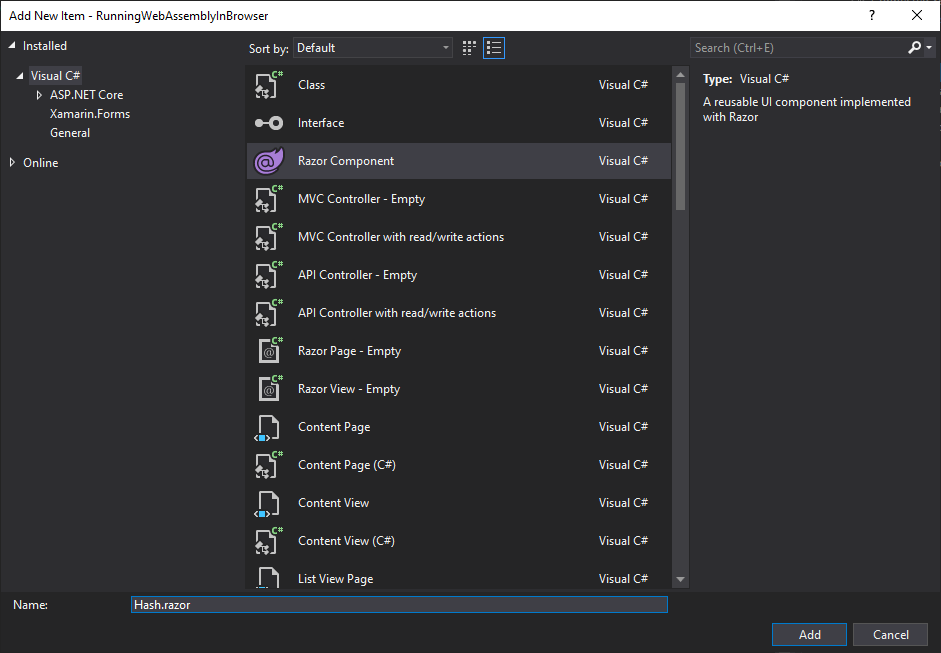 Add New Item - RunningWebAssemblyInBrowser
?
Installed
Sort by: Default
Search (Ctrl+E)
Visual C#
ASP.NET Core
Xamarin.Forms
General
Online
C# Class Visual C#
Interface Visual C#
@ Razor Component Visual C#
C# MVC Controller - Empty Visual C#
C# MVC Controller with read/write actions Visual C#
C# API Controller - Empty Visual C#
C# API Controller with read/write actions Visual C#
C# @ Razor Page - Empty Visual C#
C# @ Razor View - Empty Visual C#
Content Page Visual C#
C# Content Page (C#) Visual C#
Content View Visual C#
C# Content View (C#) Visual C#
List View Page Visual C#
Type: Visual C#
A reusable UI component implemented
with Razor
Name: Hash.razor
Add Cancel